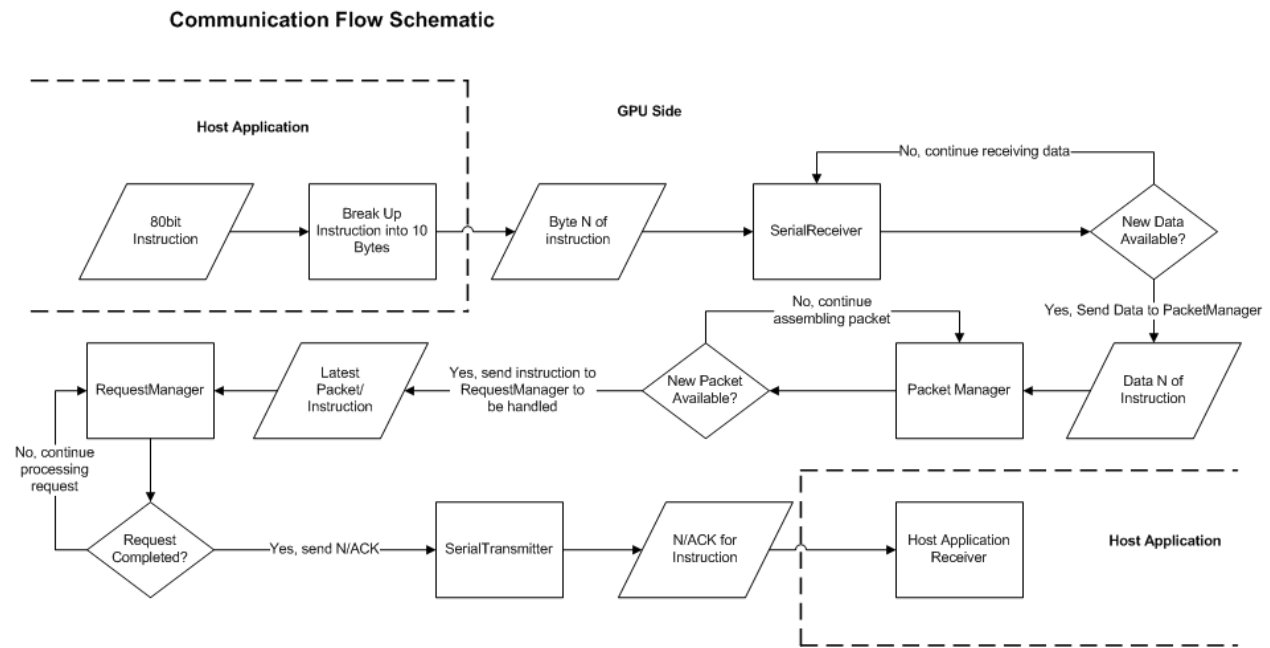 Communication Flow Schematic
Host Application
GPU Side
No, continue receiving data
80bit
Instruction
Break Up
Instruction into 10
Bytes
Byte N of
instruction
SerialReceiver
New Data
Available?
No, continue
assembling packet
Yes, Send Data to PacketManager
RequestManager
Latest
Packet/
Instruction
Yes, send instruction to
RequestManager to
be handled
New Packet
Available?
Packet Manager
Data N of
Instruction
No, continue
processing
request
Request
Completed?
Yes, send N/ACK
SerialTransmitter
N/ACK for
Instruction
Host Application
Receiver
Host Application